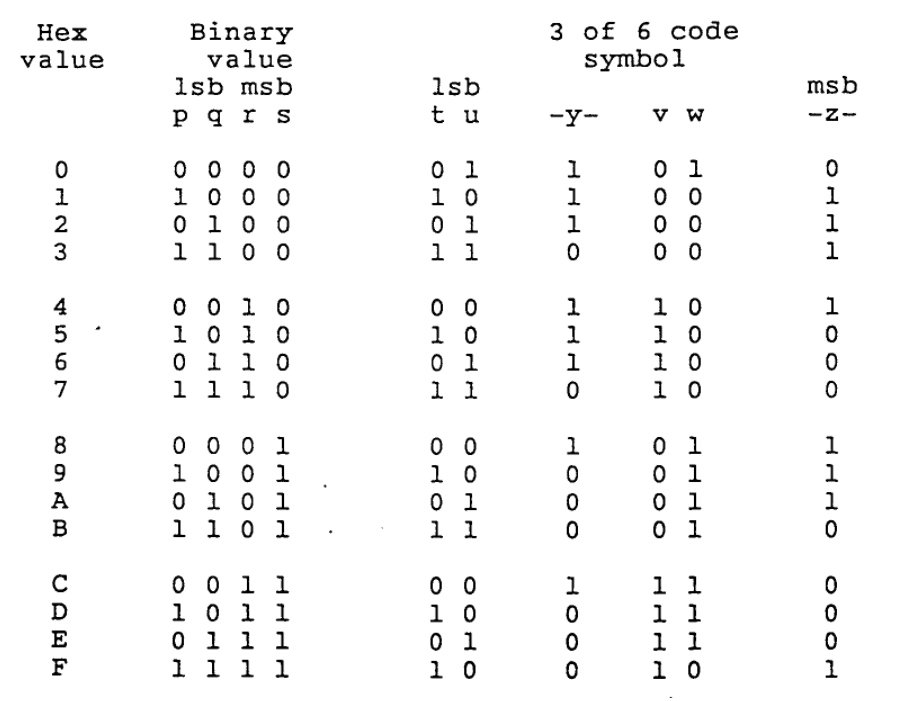 Hex Binary 3 of 6 code
value value symbol
lsb msb lsb msb
p q r s t u -y- v w -z-
0 0 0 0 0 0 1 1 0 1 0
1 1 0 0 0 1 0 1 0 0 1
2 0 1 0 0 0 1 1 0 0 1
3 1 1 0 0 1 1 0 0 0 1
4 0 0 1 0 0 0 1 1 0 1
5 1 0 1 0 1 0 1 1 0 0
6 0 1 1 0 0 1 1 1 0 0
7 1 1 1 0 1 1 0 1 0 0
8 0 0 0 1 0 0 1 0 1 1
9 1 0 0 1 1 0 0 0 1 1
A 0 1 0 1 0 1 0 0 1 1
B 1 1 0 1 1 1 0 0 1 0
C 0 0 1 1 0 0 1 1 1 0
D 1 0 1 1 1 0 0 1 1 0
E 0 1 1 1 0 1 0 1 1 0
F 1 1 1 1 1 0 0 1 0 1